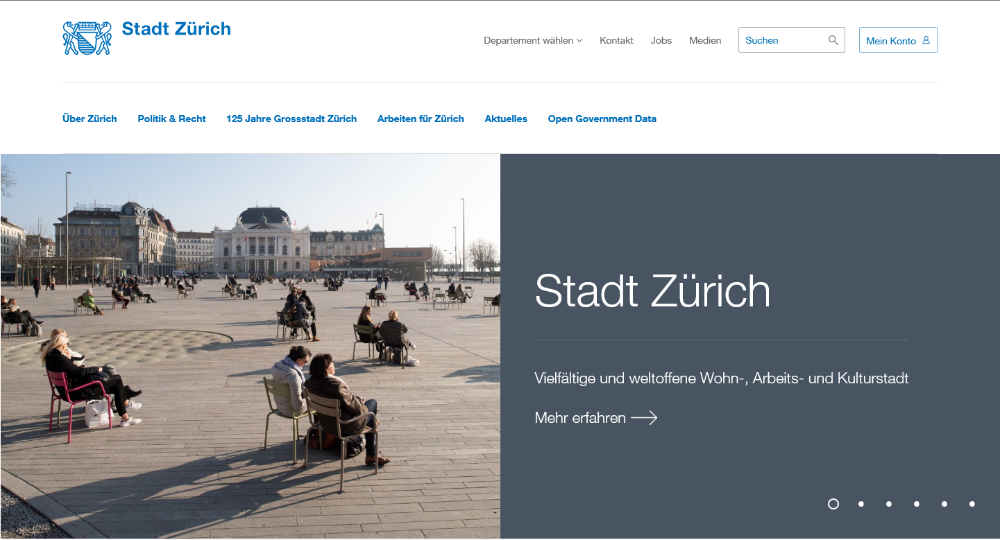 Stadt Zürich
Departement wählen Kontakt Jobs Medien Suchen Mein Konto
Über Zürich Politik & Recht 125 Jahre Grossstadt Zürich Arbeiten für Zürich Aktuelles Open Government Data
Stadt Zürich
Vielfältige und weltoffene Wohn-, Arbeits- und Kulturstadt
Mehr erfahren